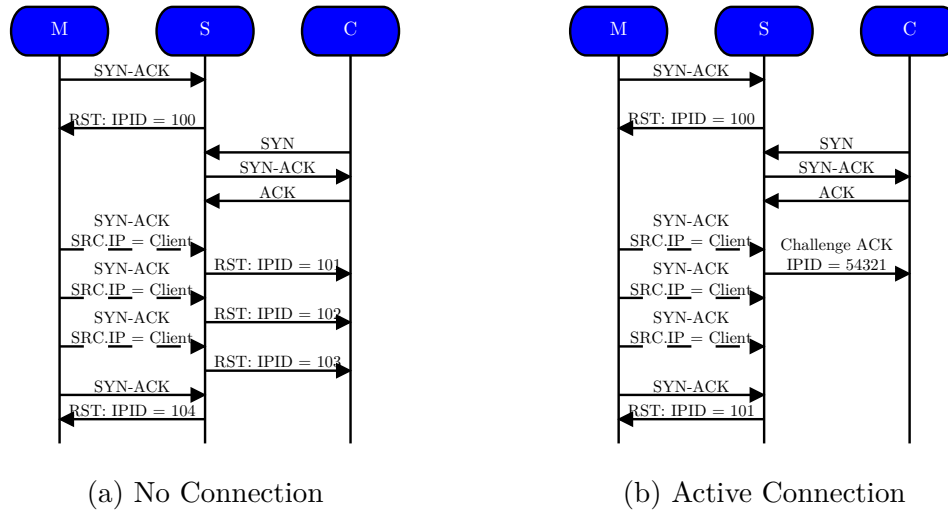 M S C
SYN-ACK
RST: IPID = 100
SYN
SYN-ACK
ACK
SYN-ACK
SRC.IP = Client
RST: IPID = 101
SYN-ACK
SRC.IP = Client
RST: IPID = 102
SYN-ACK
SRC.IP = Client
RST: IPID = 103
SYN-ACK
RST: IPID = 104
(a) No Connection
M S C
SYN-ACK
RST: IPID = 100
SYN
SYN-ACK
ACK
SYN-ACK
SRC.IP = Client
Challenge ACK
IPID = 54321
SYN-ACK
SRC.IP = Client
SYN-ACK
SRC.IP = Client
SYN-ACK
RST: IPID = 101
(b) Active Connection